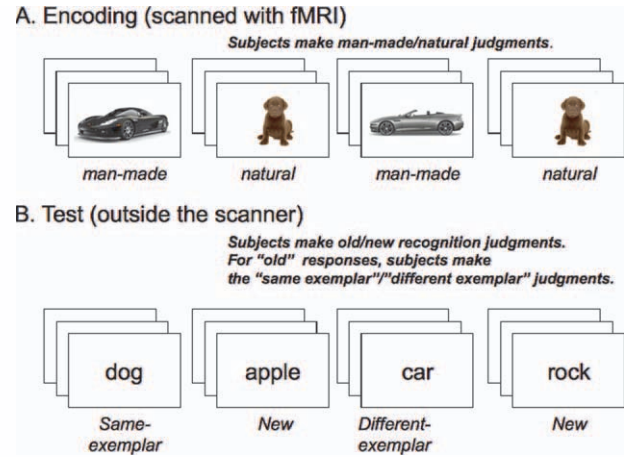 A. Encoding (scanned with fMRI)
Subjects make man-made/natural judgments.
man-made natural man-made natural
B. Test (outside the scanner)
Subjects make old/new recognition judgments.
For “old” responses, subjects make
the “same exemplar”/”different exemplar” judgments.
dog apple car rock
Same- New Different- New
exemplar exemplar